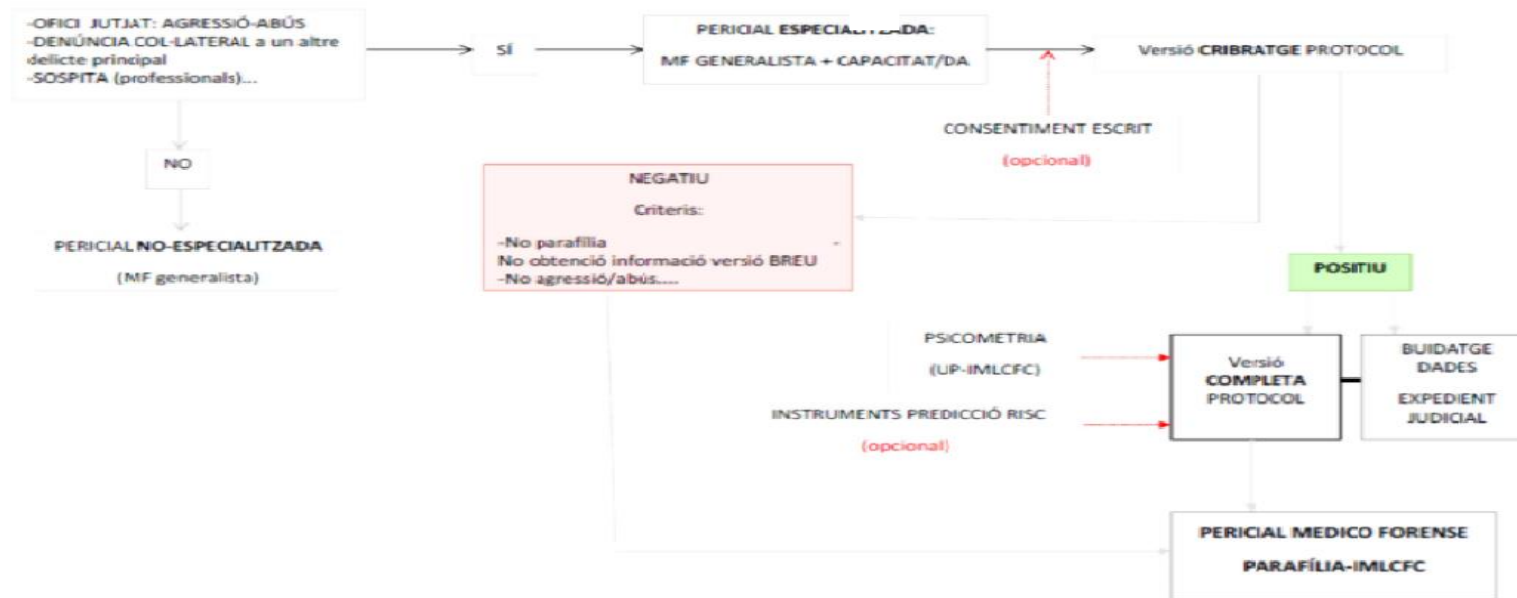 -OFICI JUTJAT: AGRESSIÓ-ABÚS
-DENÚNCIA COL·LATERAL a un altre
delicte principal
-SOSPITA (professionals)...
SÍ
PERICIAL ESPECIALITZADA:
MF GENERALISTA + CAPACITAT/DA
Versió CRIBRATGE PROTOCOL
CONSENTIMENT ESCRIT
(opcional)
NO
PERICIAL NO-ESPECIALITZADA
(MF generalista)
NEGATIU
Criteris:
-No parafília -
No obtenció informació versió BREU
-No agressió/abús....
POSITIU
PSICOMETRIA
(UP-IMLCFC)
INSTRUMENTS PREDICCIÓ RISC
(opcional)
Versió
COMPLETA
PROTOCOL
BUIDATGE
DADES
EXPEDIENT
JUDICIAL
PERICIAL MEDICO FORENSE
PARAFÍLIA-IMLCFC